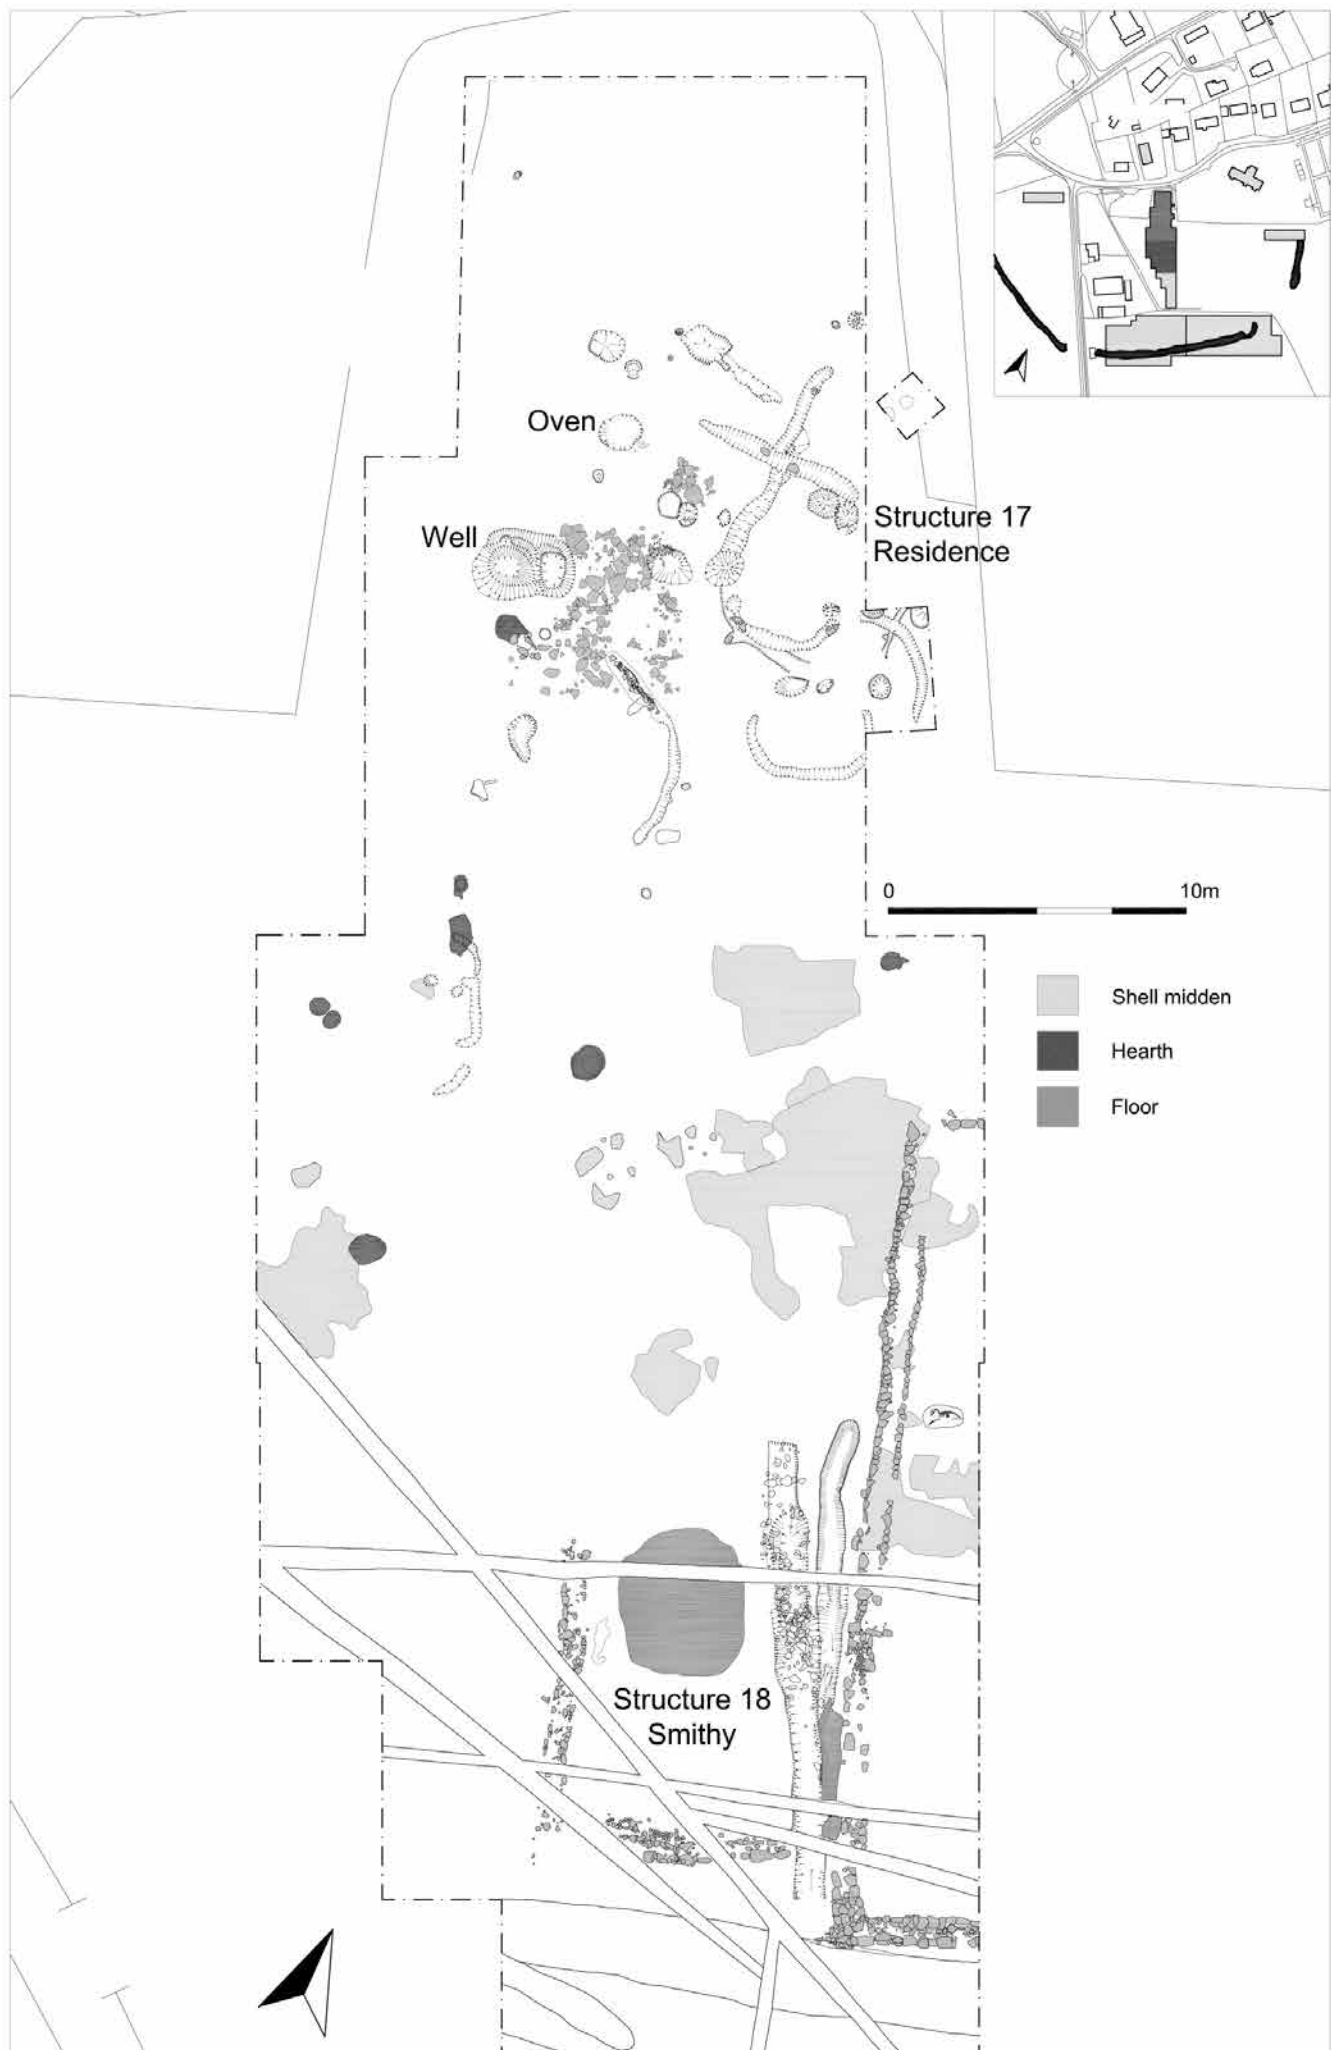 Oven
Well
Structure 17
Residence
0 10m
Shell midden
Hearth
Floor
Structure 18
Smithy